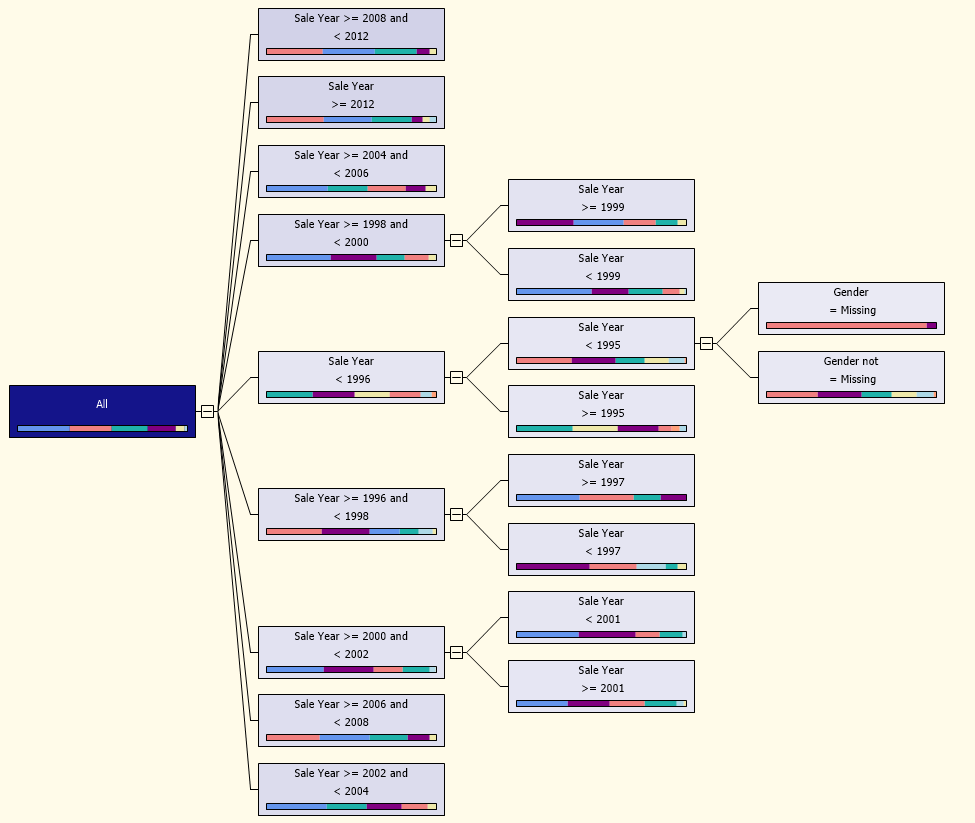 All
Sale Year >= 2008 and
< 2012
Sale Year
>= 2012
Sale Year >= 2004 and
< 2006
Sale Year >= 1998 and
< 2000
Sale Year
< 1996
Sale Year >= 1996 and
< 1998
Sale Year >= 2000 and
< 2002
Sale Year >= 2006 and
< 2008
Sale Year >= 2002 and
< 2004
Sale Year
>= 1999
Sale Year
< 1999
Sale Year
< 1995
Sale Year
>= 1995
Sale Year
>= 1997
Sale Year
< 1997
Sale Year
< 2001
Sale Year
>= 2001
Gender
= Missing
Gender not
= Missing